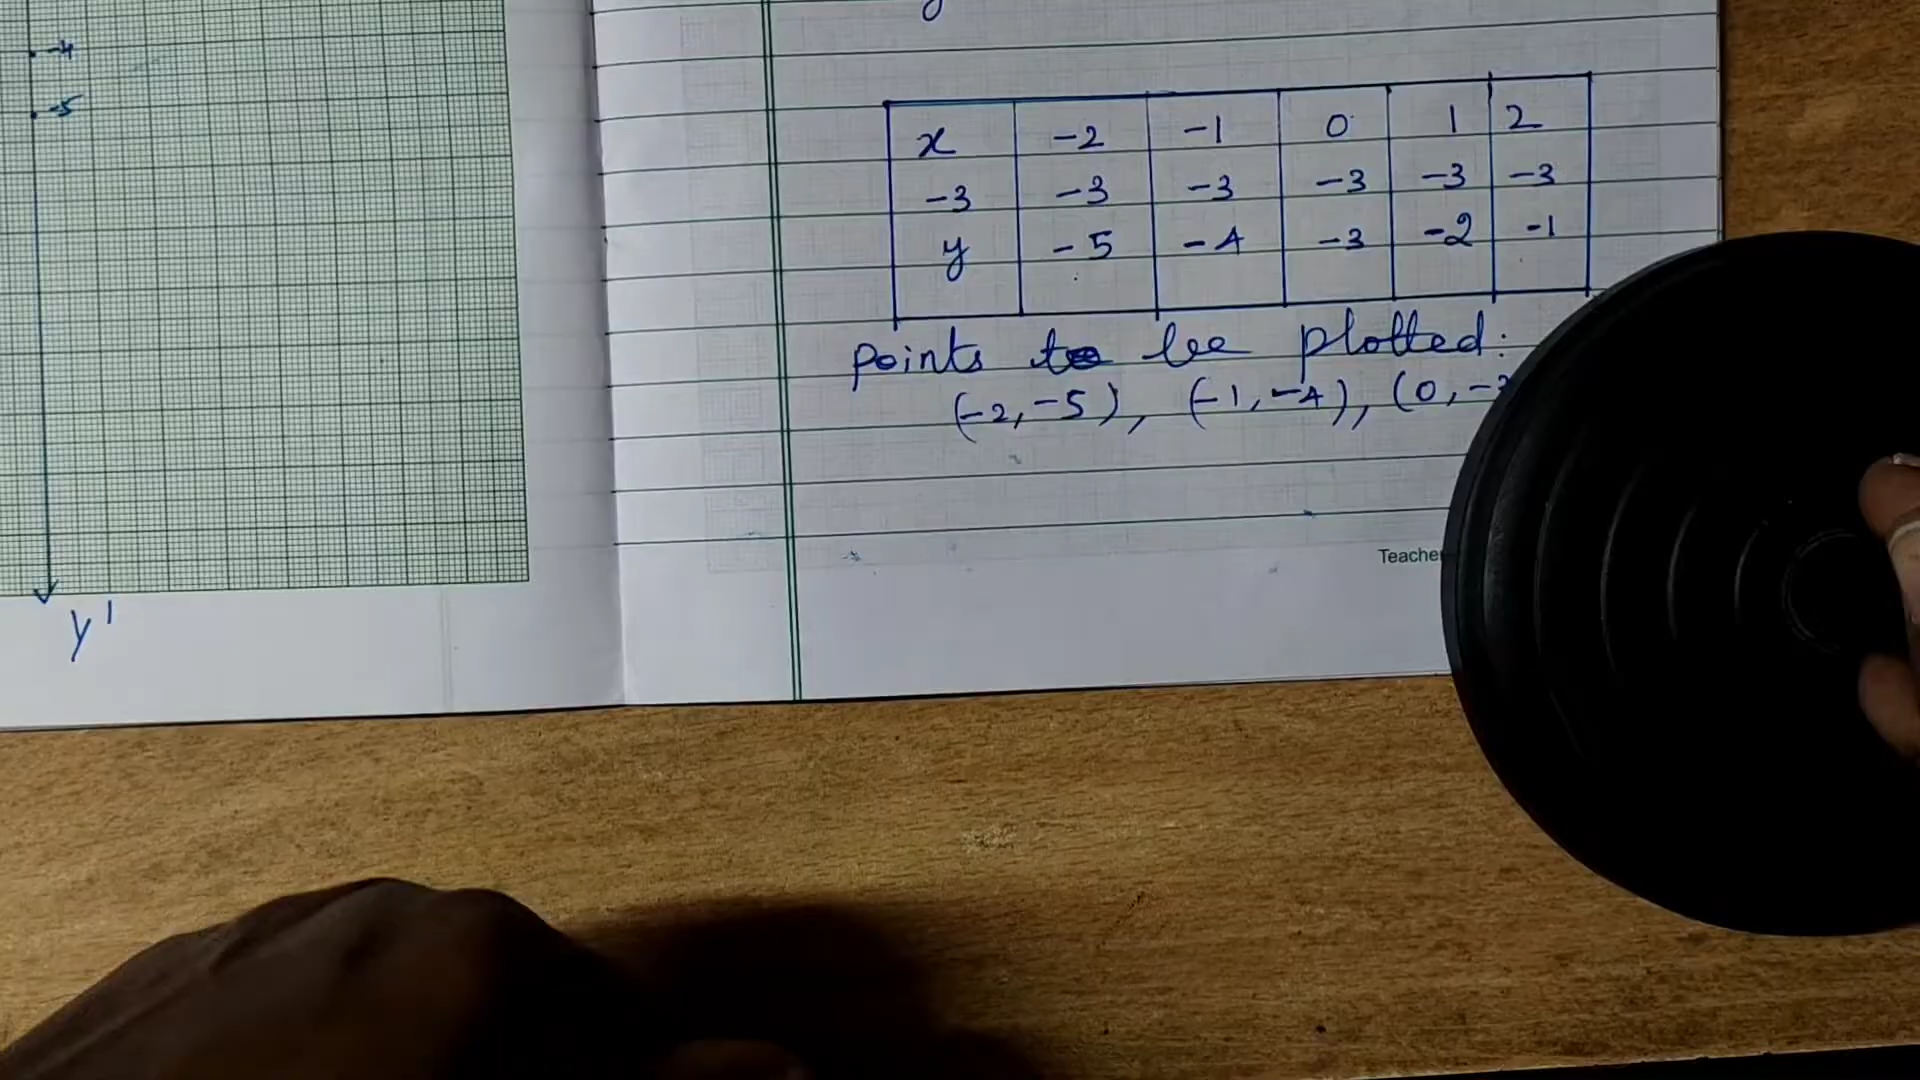 -4
-5
y'
x -2 -1 0 1 2
-3 -3 -3 -3 -3 -3
y -5 -4 -3 -2 -1
points to be plotted:
(-2,-5), (-1,-4), (0,-